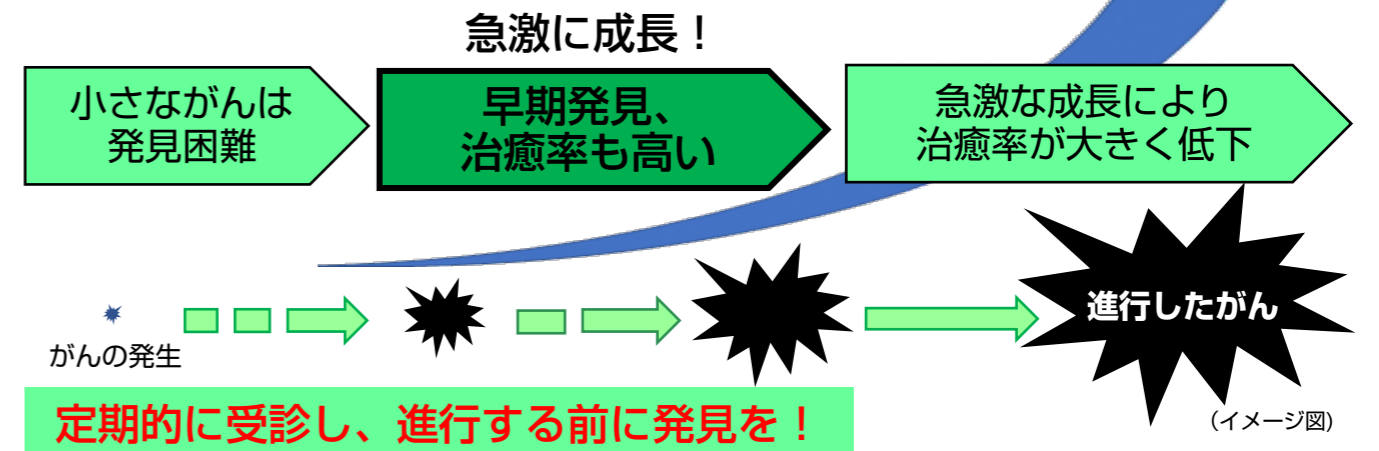 急激に成長！
小さながんは
発見困難
早期発見、
治癒率も高い
急激な成長により
治癒率が大きく低下
進行したがん
がんの発生
定期的に受診し、進行する前に発見を！
(イメージ図)